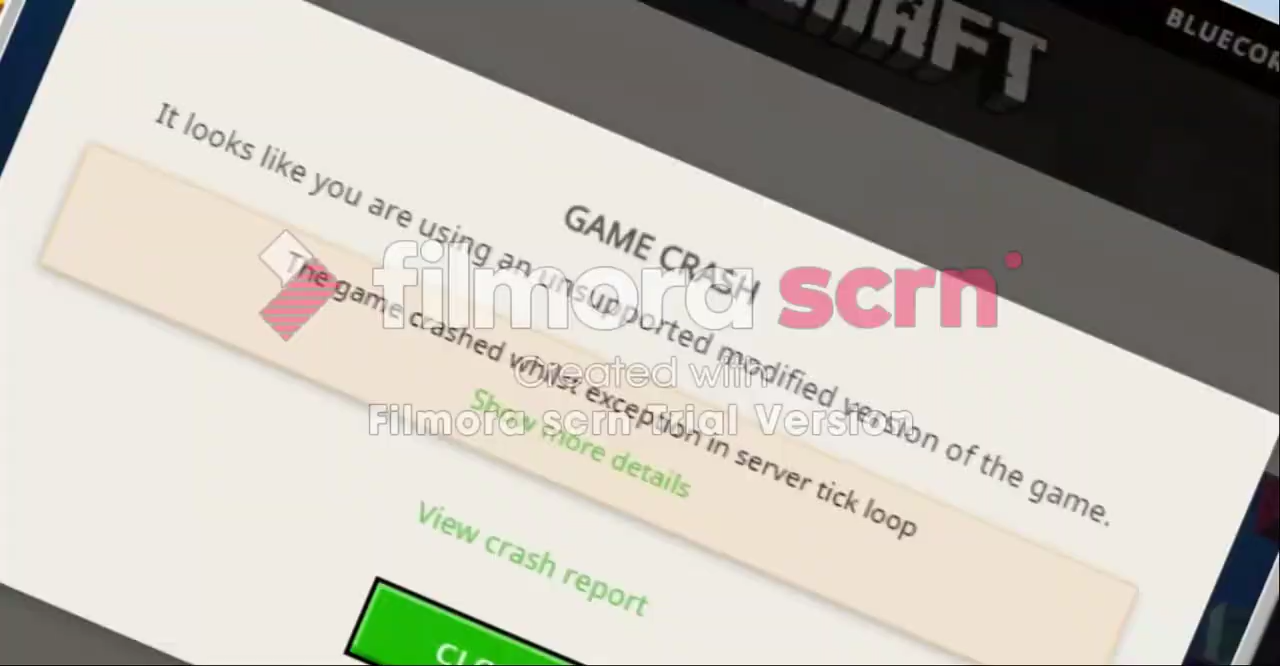 BLUECOR
GAME CRASH
It looks like you are using an unsupported modified version of the game.
The game crashed whilst exception in server tick loop
Show more details
View crash report
filmora scrn
Created with
Filmora scrn Trial Version